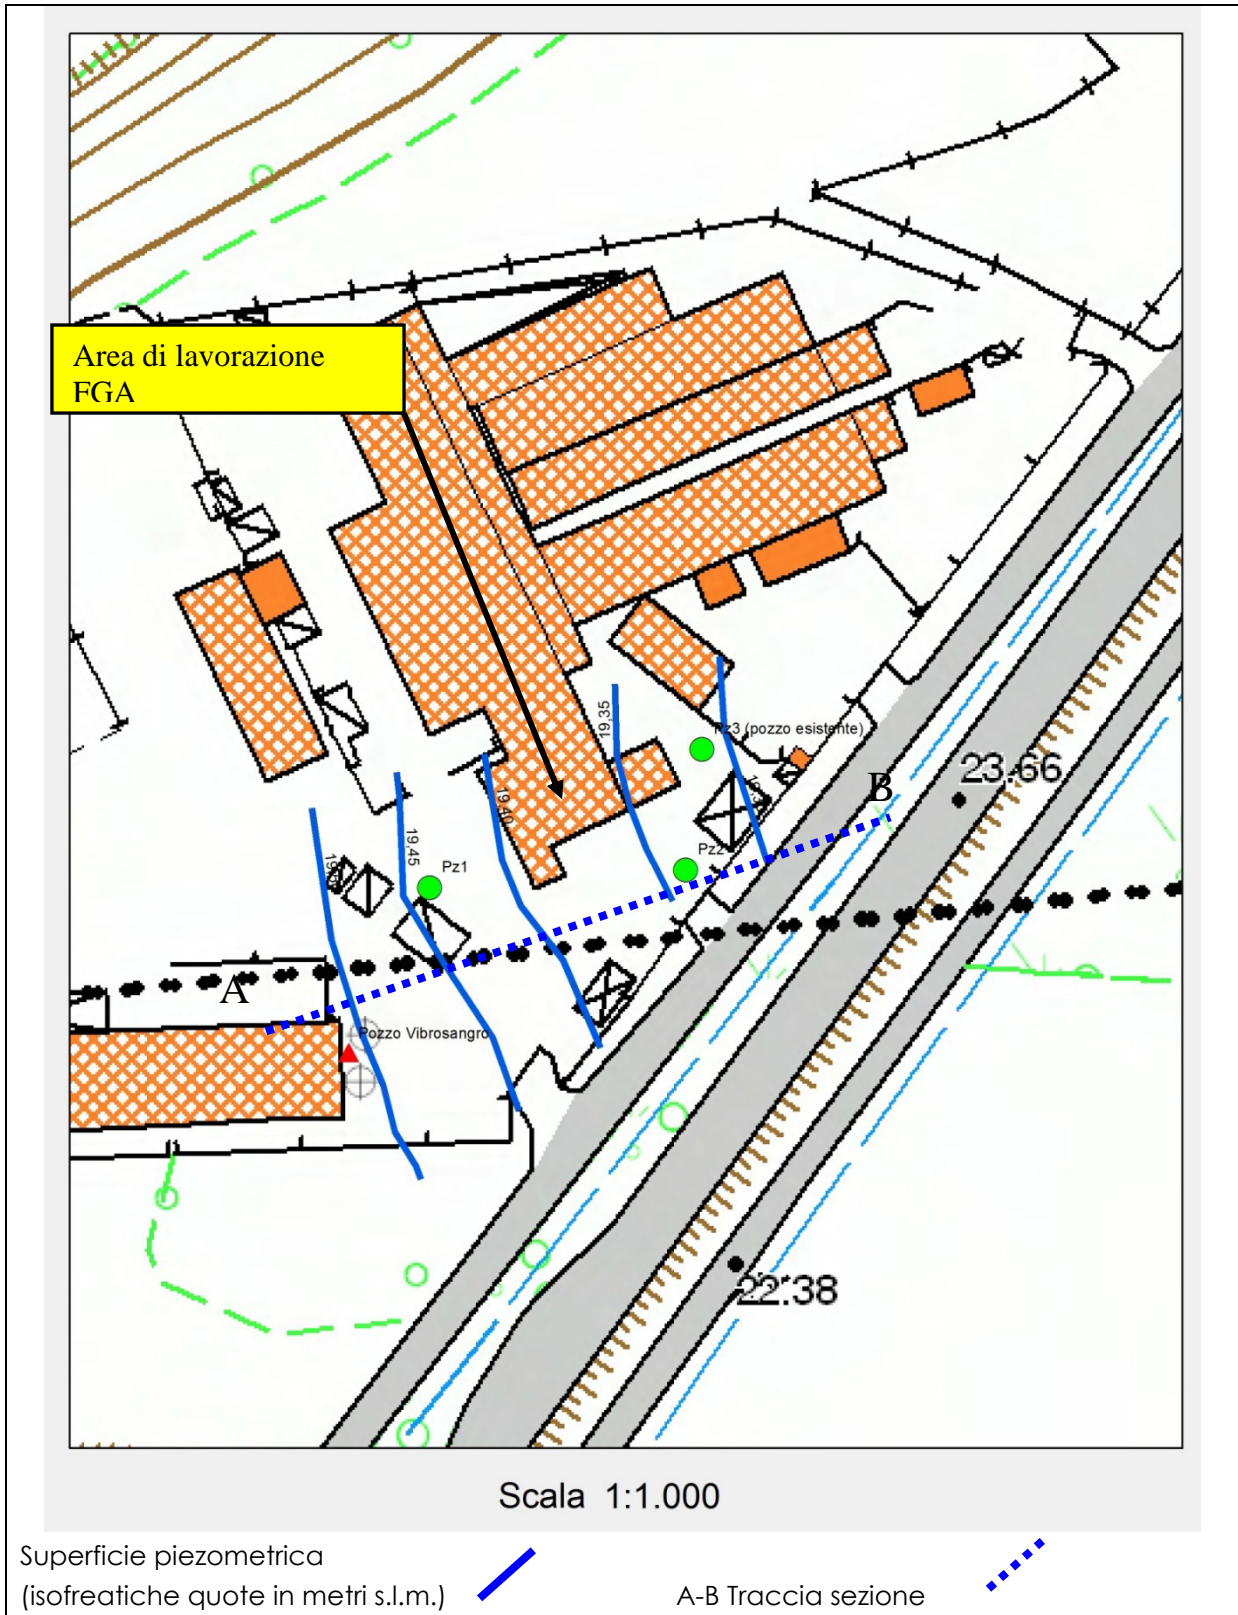 Area di lavorazione
FGA
19,35
Pz3 (pozzo esistente)
23.66
B
19,40
19,45
Pz1
Pz2
A
Pozzo Vibrosangro
22.38
Scala 1:1.000
Superficie piezometrica
(isofreatiche quote in metri s.l.m.)
A-B Traccia sezione